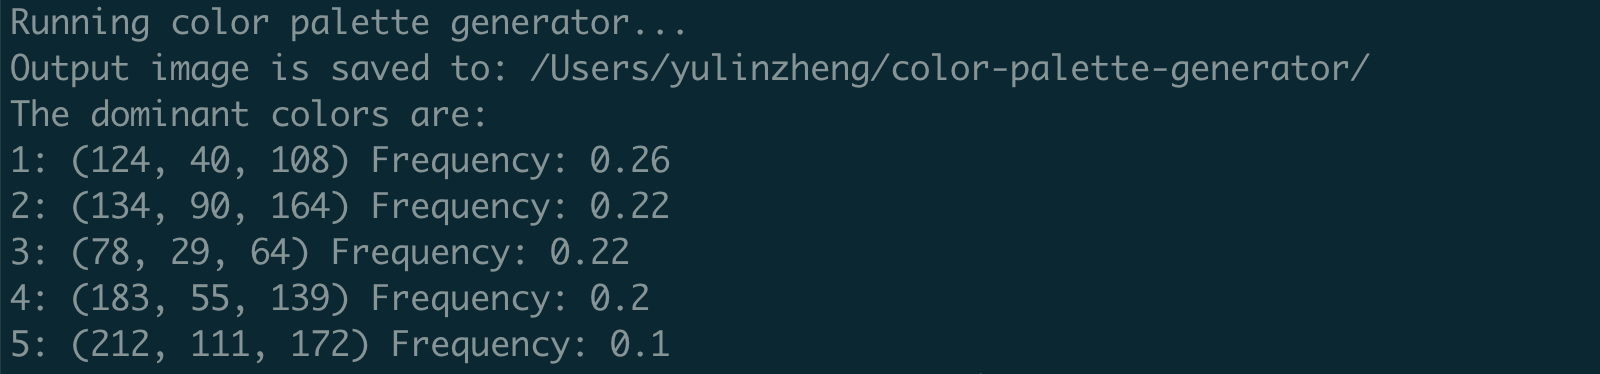 Running color palette generator...
Output image is saved to: /Users/yulinzheng/color-palette-generator/
The dominant colors are:
1: (124, 40, 108) Frequency: 0.26
2: (134, 90, 164) Frequency: 0.22
3: (78, 29, 64) Frequency: 0.22
4: (183, 55, 139) Frequency: 0.2
5: (212, 111, 172) Frequency: 0.1